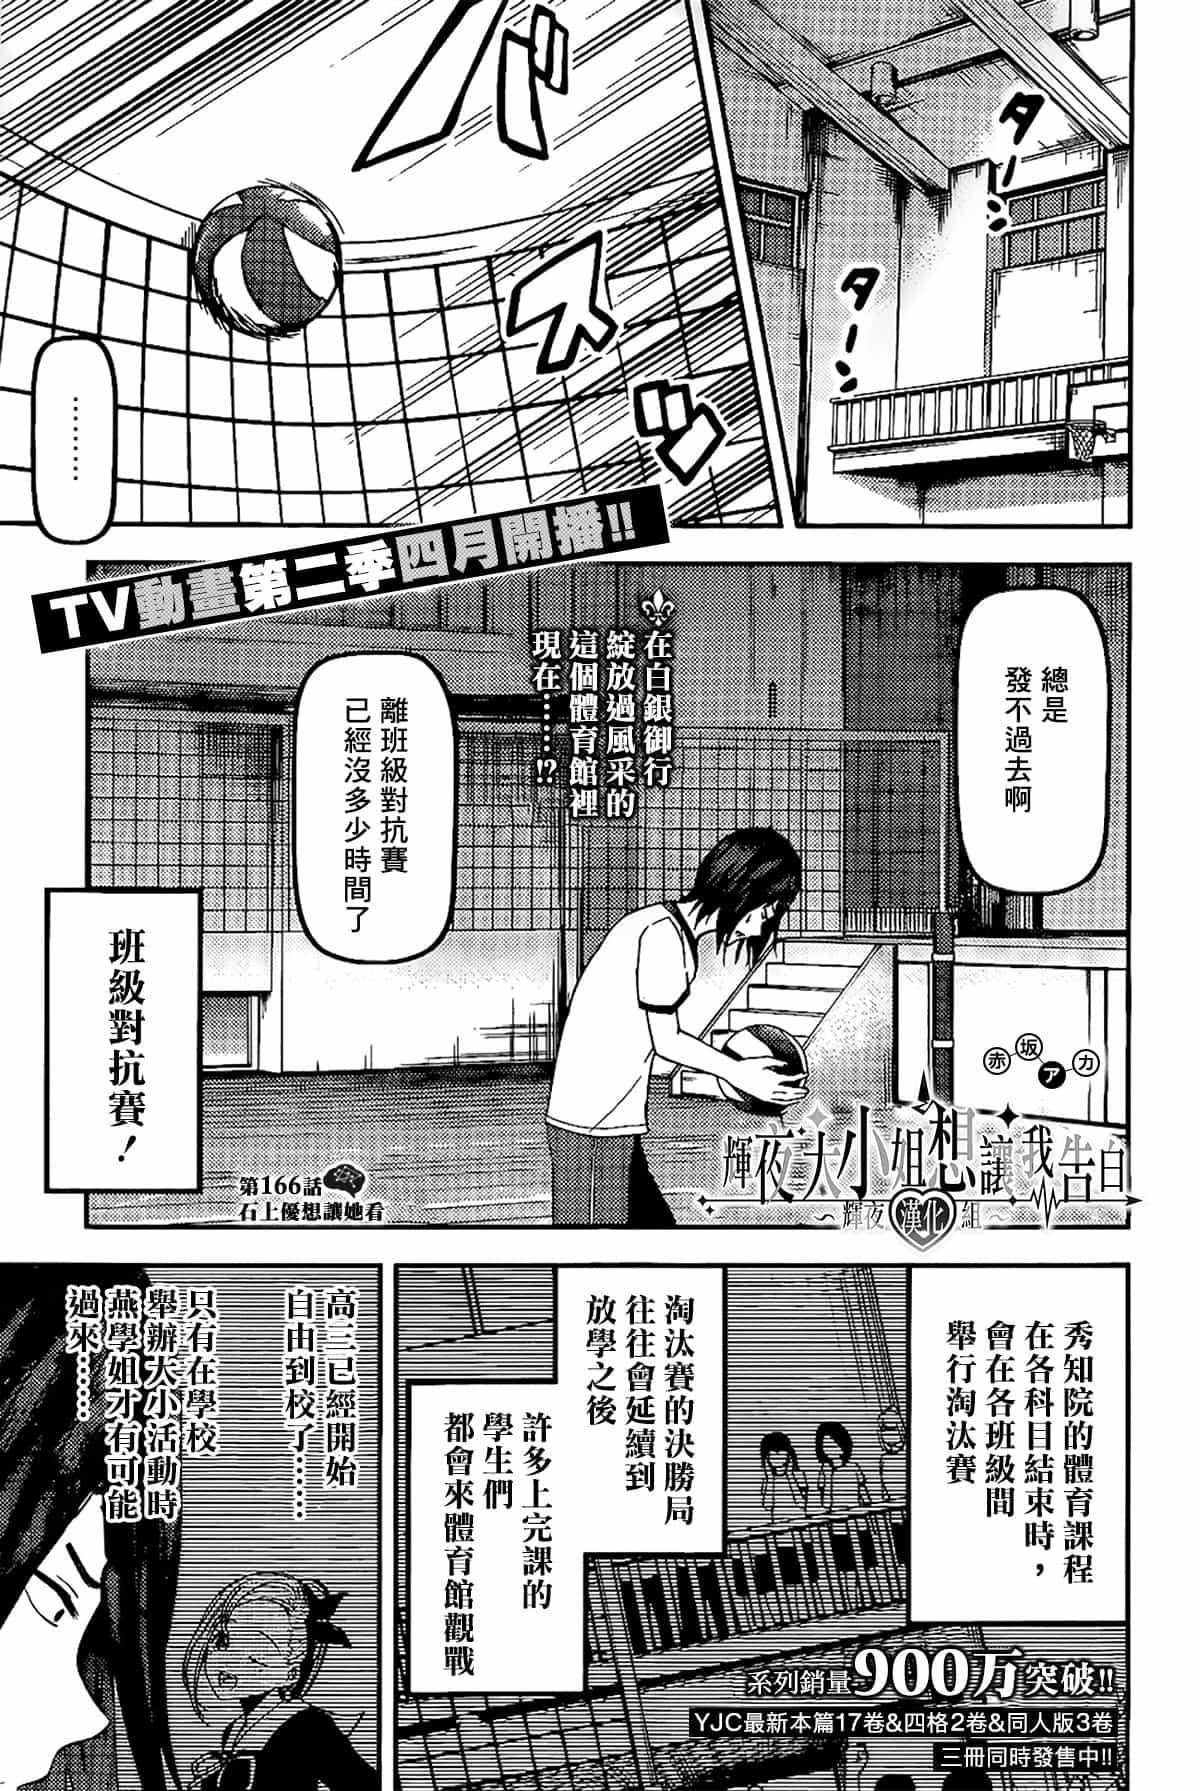 ターン
ターン
バ
スッ
…………
TV動畫第二季四月開播!!
總是
發不過去啊
在白銀御行
綻放過風采的
這個體育館裡
現在……!?
離班級對抗賽
已經沒多少時間了
班級對抗賽！
赤坂アカ
輝夜大小姐想讓我告白
~輝夜漢化組~
第166話
石上優想讓她看
秀知院的體育課程
在各科目結束時，
會在各班級間
舉行淘汰賽
淘汰賽的決勝局
往往會延續到
放學之後
許多上完課的
學生們
都會來體育館觀戰
高三已經開始
自由到校了……
只有在學校
舉辦大小活動時
燕學姐才有可能
過來……
系列銷量900万突破!!
YJC最新本篇17卷&四格2卷&同人版3卷
三冊同時發售中!!